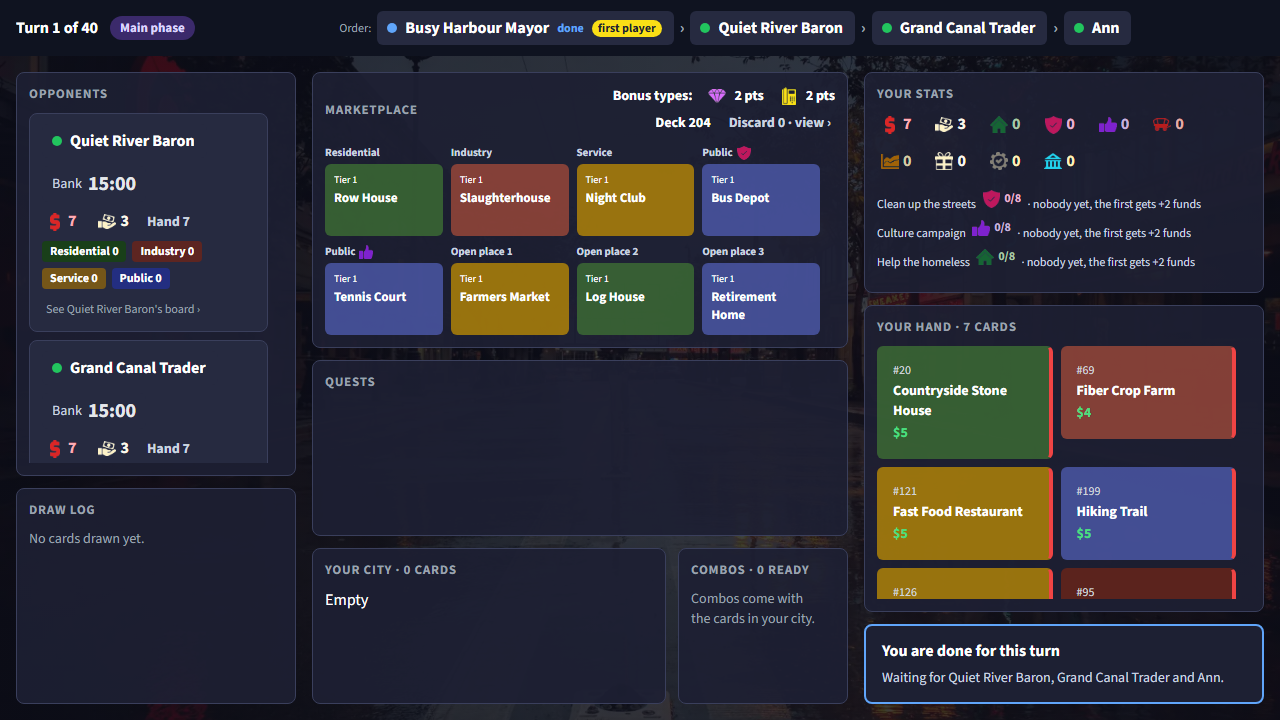 Turn 1 of 40 Main phase
Order: Busy Harbour Mayor done first player › Quiet River Baron › Grand Canal Trader › Ann
OPPONENTS
Quiet River Baron
Bank 15:00
7 3 Hand 7
Residential 0 Industry 0
Service 0 Public 0
See Quiet River Baron's board ›
Grand Canal Trader
Bank 15:00
7 3 Hand 7
DRAW LOG
No cards drawn yet.
MARKETPLACE
Bonus types: 2 pts 2 pts
Deck 204 Discard 0 · view ›
Residential Industry Service Public
Tier 1 Tier 1 Tier 1 Tier 1
Row House Slaughterhouse Night Club Bus Depot
Public Open place 1 Open place 2 Open place 3
Tier 1 Tier 1 Tier 1 Tier 1
Tennis Court Farmers Market Log House Retirement
Home
QUESTS
YOUR CITY · 0 CARDS
Empty
COMBOS · 0 READY
Combos come with
the cards in your city.
YOUR STATS
$ 7 3 0 0 0 0
0 0 0 0
Clean up the streets 0/8 · nobody yet, the first gets +2 funds
Culture campaign 0/8 · nobody yet, the first gets +2 funds
Help the homeless 0/8 · nobody yet, the first gets +2 funds
YOUR HAND · 7 CARDS
#20
Countryside Stone
House
$5
#69
Fiber Crop Farm
$4
#121
Fast Food Restaurant
$5
#199
Hiking Trail
$5
#126
#95
You are done for this turn
Waiting for Quiet River Baron, Grand Canal Trader and Ann.